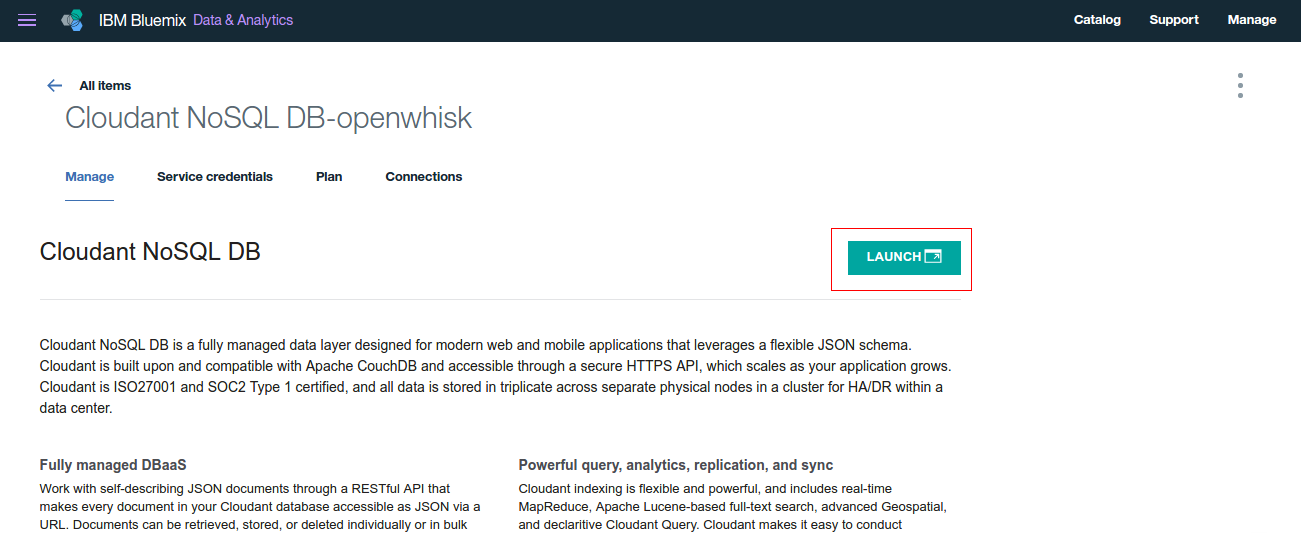 IBM Bluemix Data & Analytics Catalog Support Manage
All items
Cloudant NoSQL DB-openwhisk
Manage Service credentials Plan Connections
Cloudant NoSQL DB
LAUNCH
Cloudant NoSQL DB is a fully managed data layer designed for modern web and mobile applications that leverages a flexible JSON schema.
Cloudant is built upon and compatible with Apache CouchDB and accessible through a secure HTTPS API, which scales as your application grows.
Cloudant is ISO27001 and SOC2 Type 1 certified, and all data is stored in triplicate across separate physical nodes in a cluster for HA/DR within a
data center.
Fully managed DBaaS
Work with self-describing JSON documents through a RESTful API that
makes every document in your Cloudant database accessible as JSON via a
URL. Documents can be retrieved, stored, or deleted individually or in bulk
Powerful query, analytics, replication, and sync
Cloudant indexing is flexible and powerful, and includes real-time
MapReduce, Apache Lucene-based full-text search, advanced Geospatial,
and declaritive Cloudant Query. Cloudant makes it easy to conduct